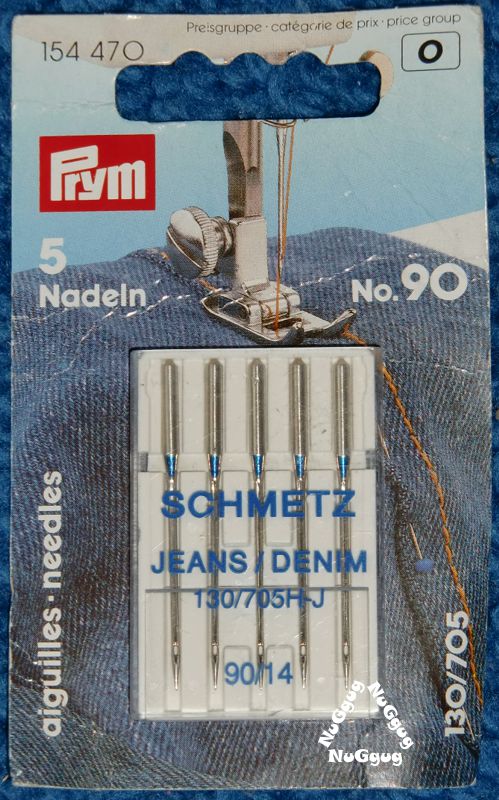 Preisgruppe · catégorie de prix · price group
154 470
O
Prym
5
Nadeln
No. 90
aiguilles · needles
SCHMETZ
JEANS / DENIM
130/705H-J
90/14
130/705
NuGgug
NuGgug
NuGgug